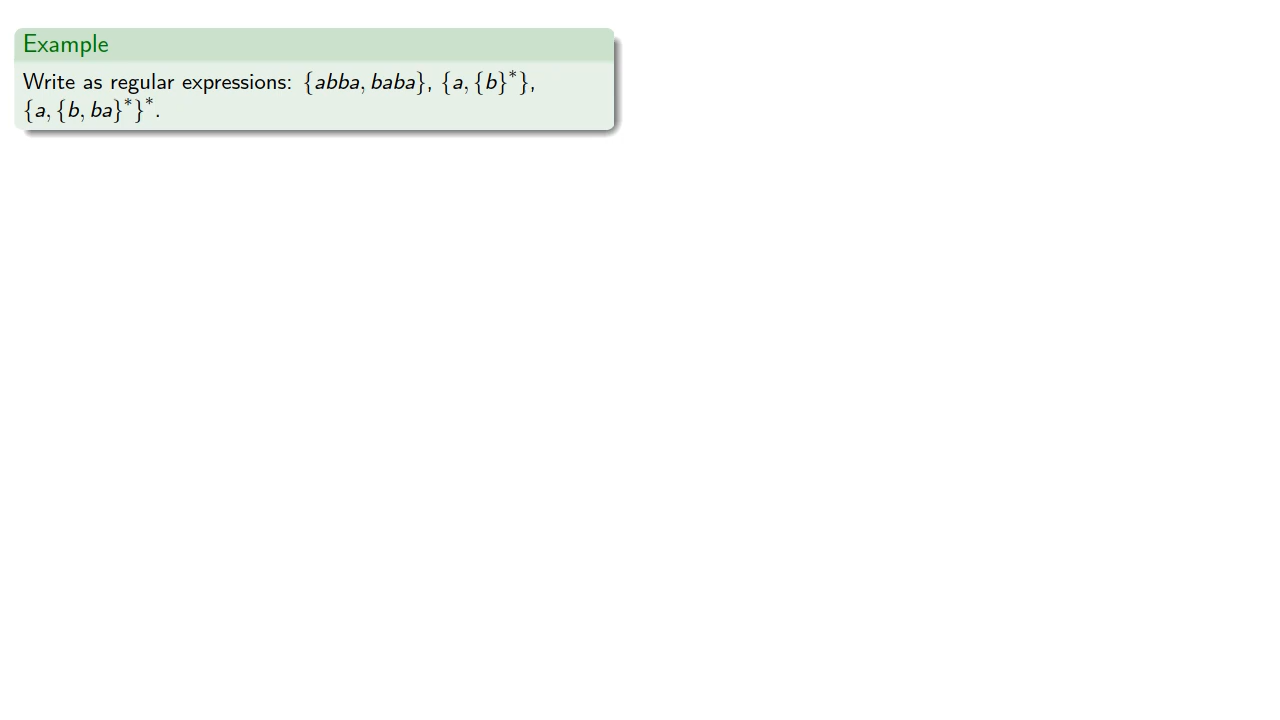 Example
Write as regular expressions: {abba, baba}, {a, {b}*},
{a, {b, ba}*}*.